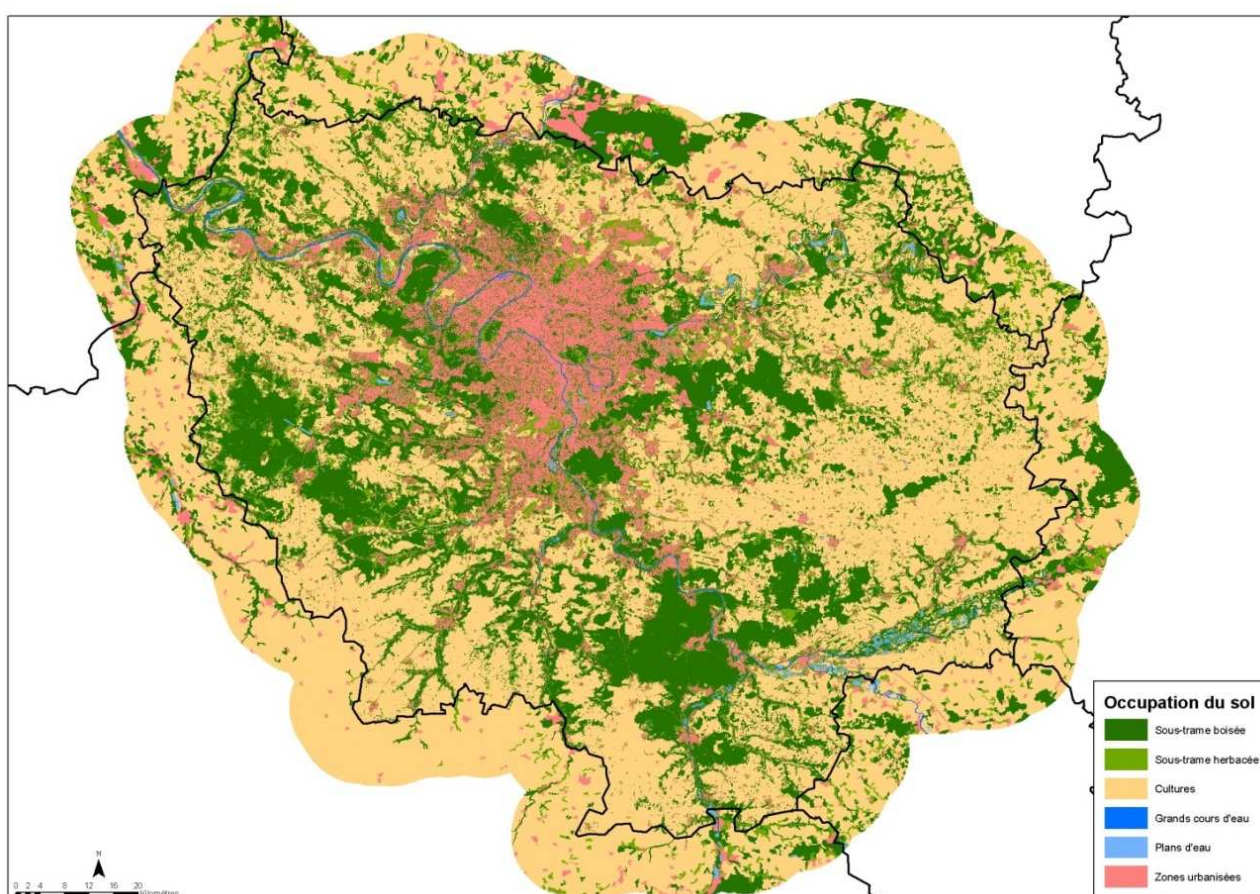 Occupation du sol
Sous-trame boisée
Sous-trame herbacée
Cultures
Grands cours d'eau
Plans d'eau
Zones urbanisées
N
0 2 4 8 12 16 20
Kilomètres